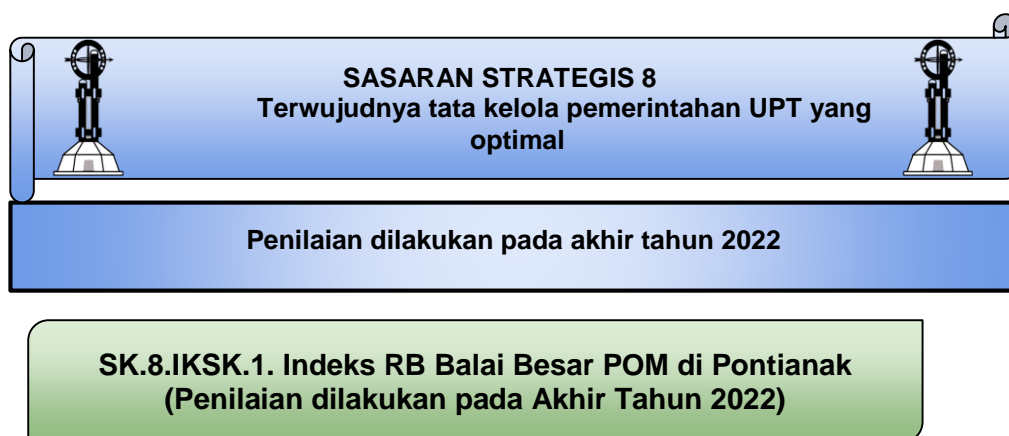 SASARAN STRATEGIS 8
Terwujudnya tata kelola pemerintahan UPT yang
optimal
Penilaian dilakukan pada akhir tahun 2022
SK.8.IKSK.1. Indeks RB Balai Besar POM di Pontianak
(Penilaian dilakukan pada Akhir Tahun 2022)